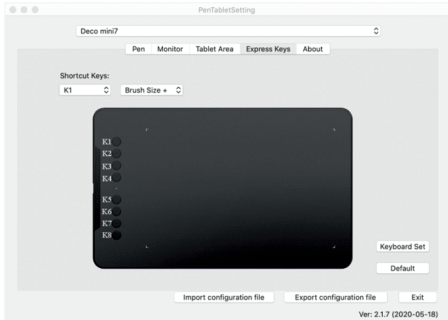 PenTabletSetting
Deco mini7
Pen Monitor Tablet Area Express Keys About
Shortcut Keys:
K1 Brush Size +
K1
K2
K3
K4
K5
K6
K7
K8
Keyboard Set
Default
Import configuration file Export configuration file Exit
Ver: 2.1.7 (2020-05-18)